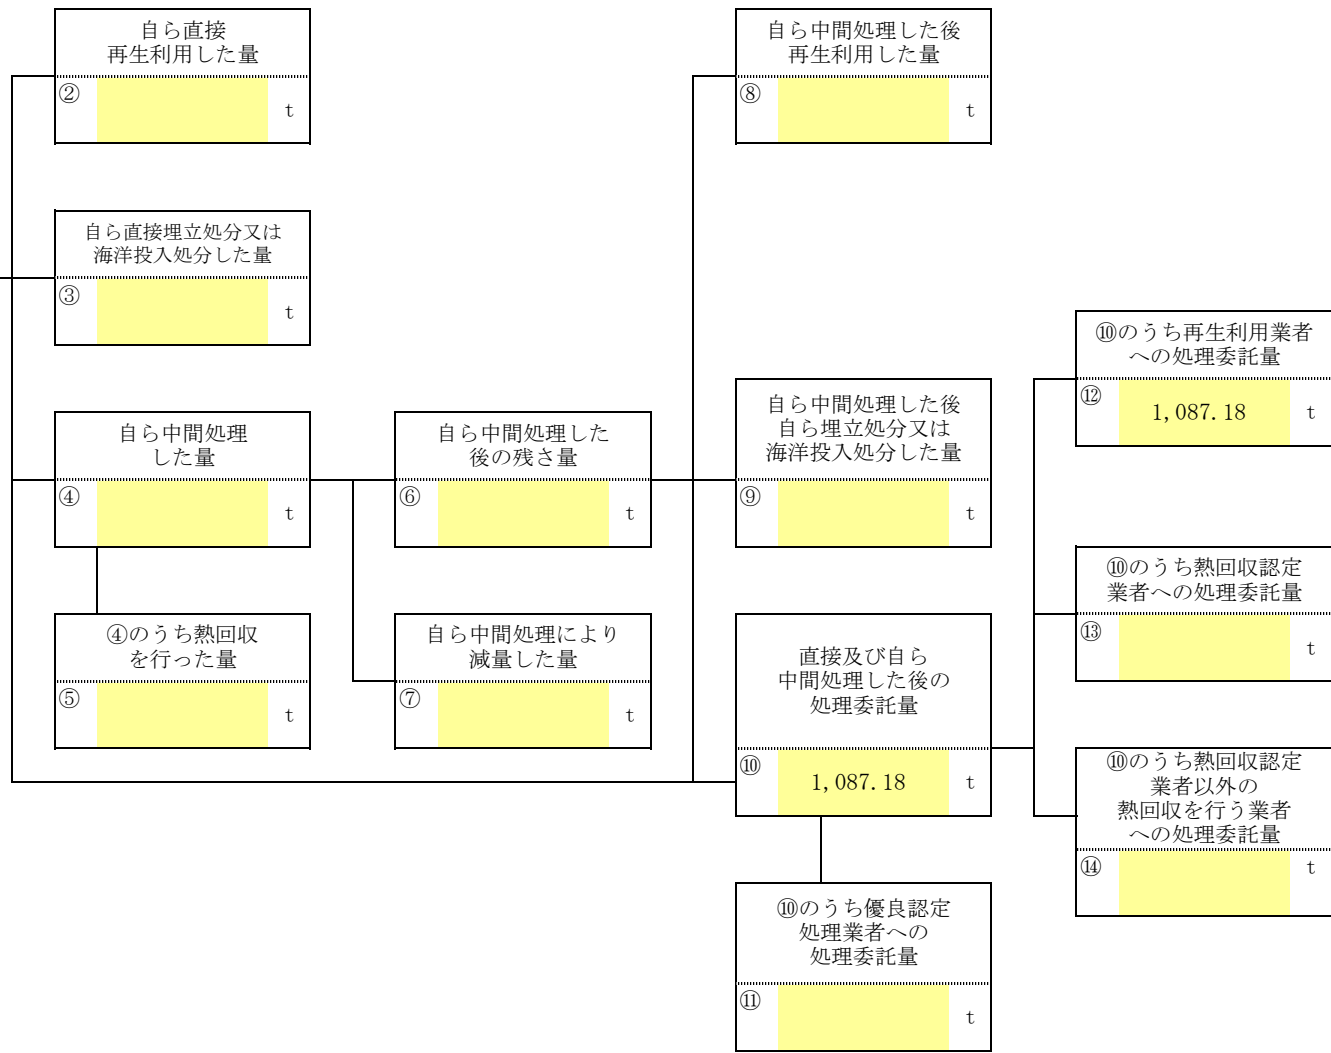 自ら直接
再生利用した量
②
t
自ら中間処理した後
再生利用した量
⑧
t
自ら直接埋立処分又は
海洋投入処分した量
③
t
⑩のうち再生利用業者
への処理委託量
⑫
1,087.18 t
自ら中間処理
した量
④
t
自ら中間処理した
後の残さ量
⑥
t
自ら中間処理した後
自ら埋立処分又は
海洋投入処分した量
⑨
t
⑩のうち熱回収認定
業者への処理委託量
⑬
t
④のうち熱回収
を行った量
⑤
t
自ら中間処理により
減量した量
⑦
t
直接及び自ら
中間処理した後の
処理委託量
⑩
1,087.18 t
⑩のうち熱回収認定
業者以外の
熱回収を行う業者
への処理委託量
⑭
t
⑩のうち優良認定
処理業者への
処理委託量
⑪
t